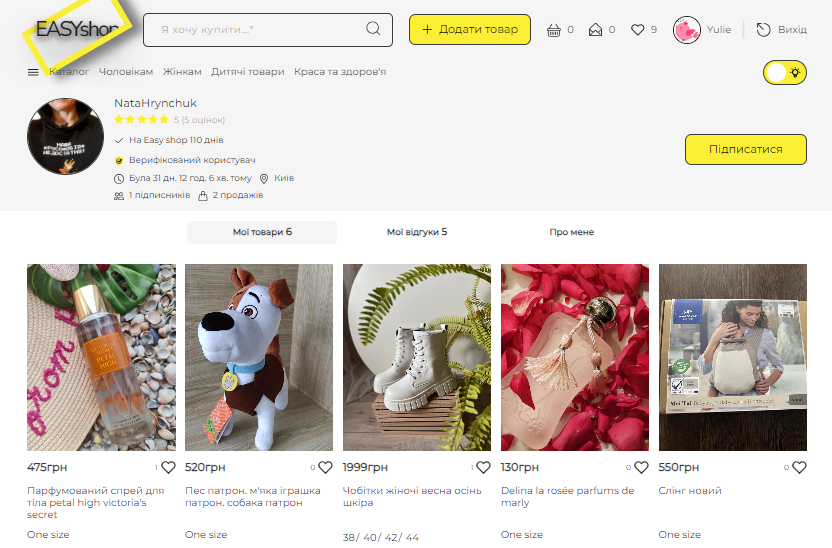 EASYshop
Я хочу купити...*
+ Додати товар
0
0
9
Yulie
Вихід
Каталог Чоловікам Жінкам Дитячі товари Краса та здоров'я
NataHrynchuk
5 (5 оцінок)
На Easy shop 110 днів
Верифікований користувач
Була 31 дн. 12 год. 6 хв. тому Київ
1 підписників 2 продажів
Підписатися
Мої товари 6
Мої відгуки 5
Про мене
PETAL
HIGH
475грн 1
520грн 0
1999грн 1
130грн 0
550грн 0
Парфумований спрей для
тіла petal high victoria's
secret
One size
Пес патрон. м'яка іграшка
патрон. собака патрон
One size
Чобітки жіночі весна осінь
шкіра
38/ 40/ 42/ 44
Delina la rosée parfums de
marly
One size
Слінг новий
One size